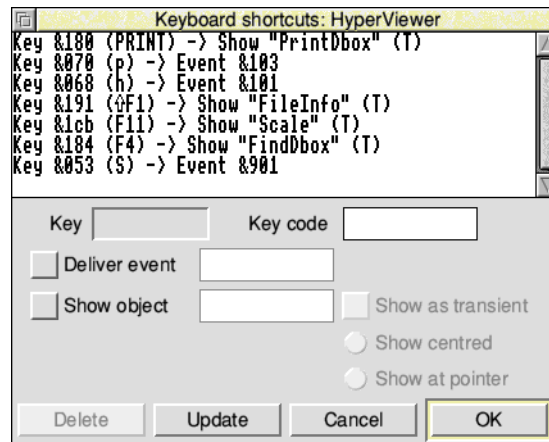 Keyboard shortcuts: HyperViewer
Key &180 (PRINT) -> Show "PrintDbox" (T)
Key &070 (p) -> Event &103
Key &068 (h) -> Event &101
Key &191 (⇧F1) -> Show "FileInfo" (T)
Key &1cb (F11) -> Show "Scale" (T)
Key &184 (F4) -> Show "FindDbox" (T)
Key &053 (S) -> Event &901
Key Key code
Deliver event
Show object Show as transient
Show centred
Show at pointer
Delete Update Cancel OK